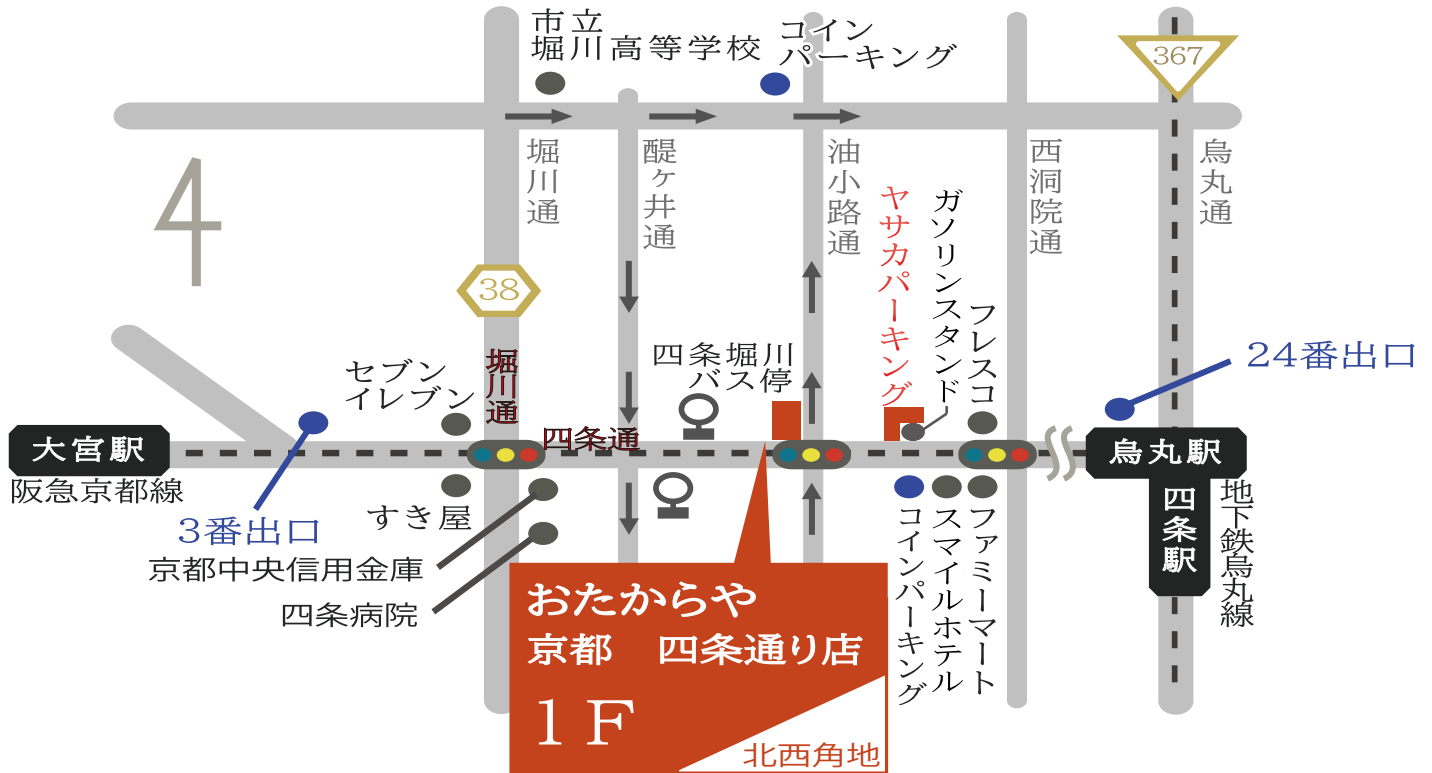 市立
堀川高等学校
コイン
パーキング
367
堀川通
醒ヶ井通
油小路通
西洞院通
烏丸通
4
ヤサカパーキング
ガソリンスタンド
フレスコ
38
堀川通
セブン
イレブン
四条堀川
バス停
24番出口
四条通
大宮駅
阪急京都線
烏丸駅
四条駅
地下鉄烏丸線
3番出口
すき屋
京都中央信用金庫
四条病院
コインパーキング
スマイルホテル
ファミーマート
おたからや
京都 四条通り店
1F
北西角地